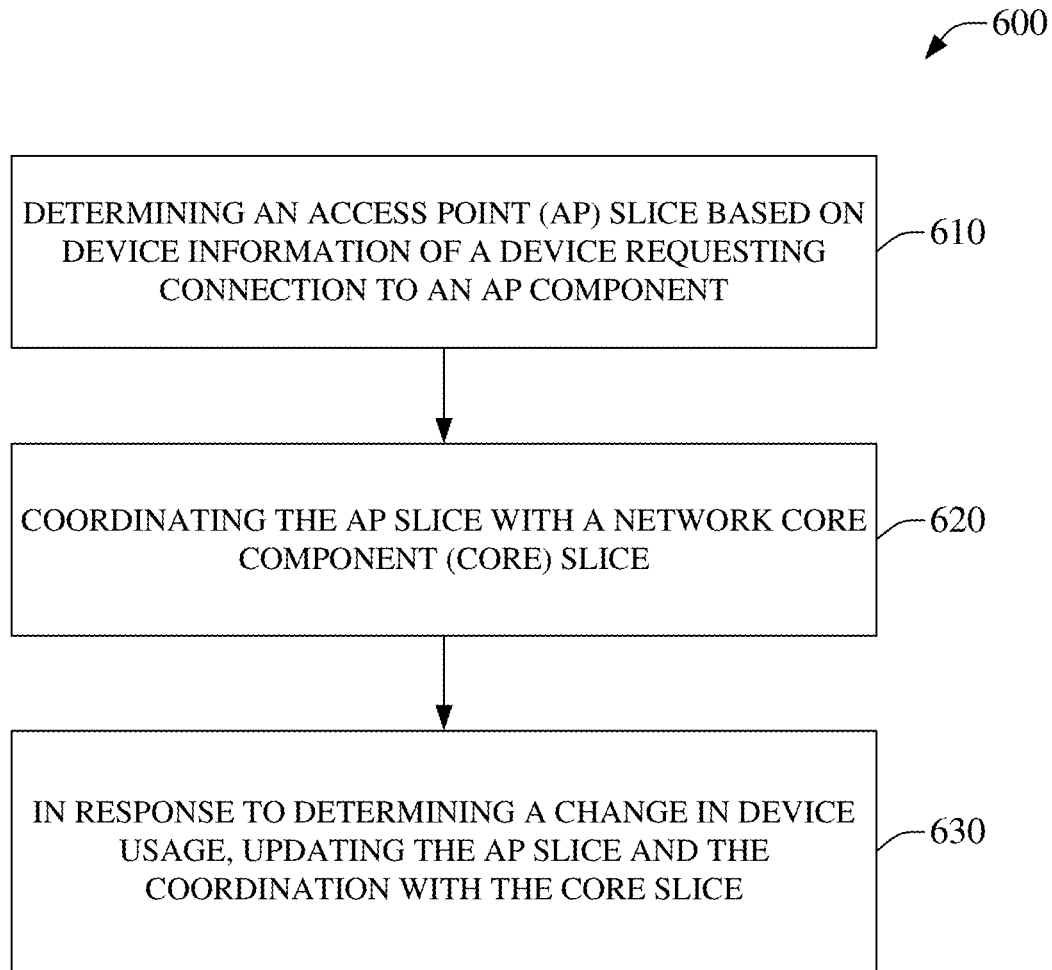 600
DETERMINING AN ACCESS POINT (AP) SLICE BASED ON
DEVICE INFORMATION OF A DEVICE REQUESTING
CONNECTION TO AN AP COMPONENT
610
COORDINATING THE AP SLICE WITH A NETWORK CORE
COMPONENT (CORE) SLICE
620
IN RESPONSE TO DETERMINING A CHANGE IN DEVICE
USAGE, UPDATING THE AP SLICE AND THE
COORDINATION WITH THE CORE SLICE
630